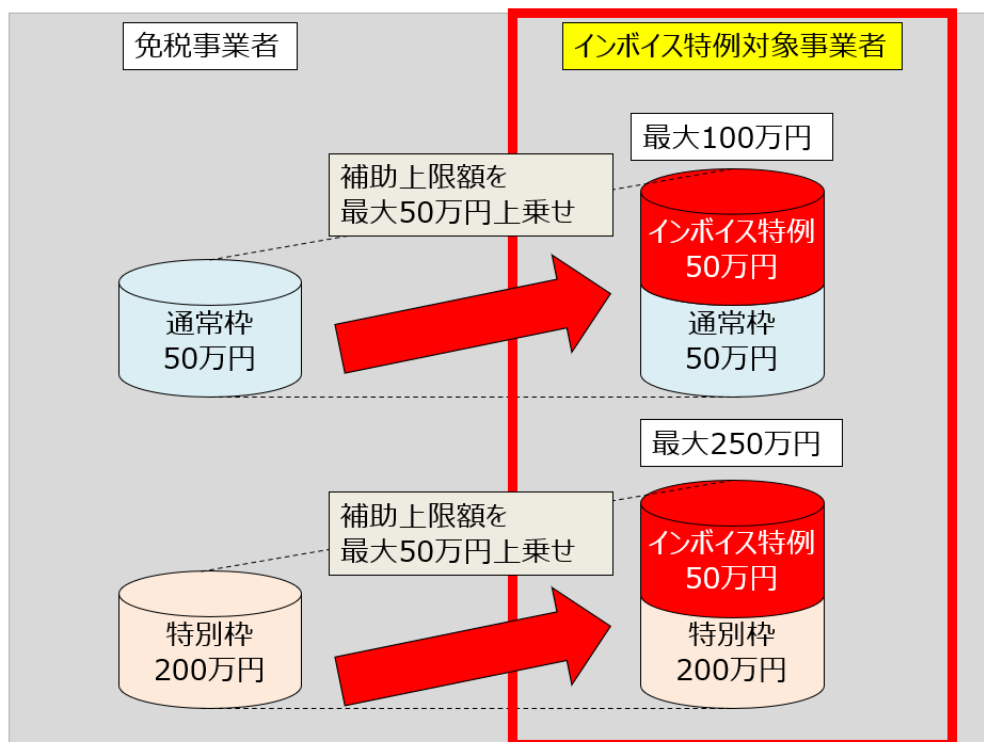 免税事業者
インボイス特例対象事業者
最大100万円
補助上限額を
最大50万円上乗せ
インボイス特例
50万円
通常枠
50万円
通常枠
50万円
最大250万円
補助上限額を
最大50万円上乗せ
インボイス特例
50万円
特別枠
200万円
特別枠
200万円